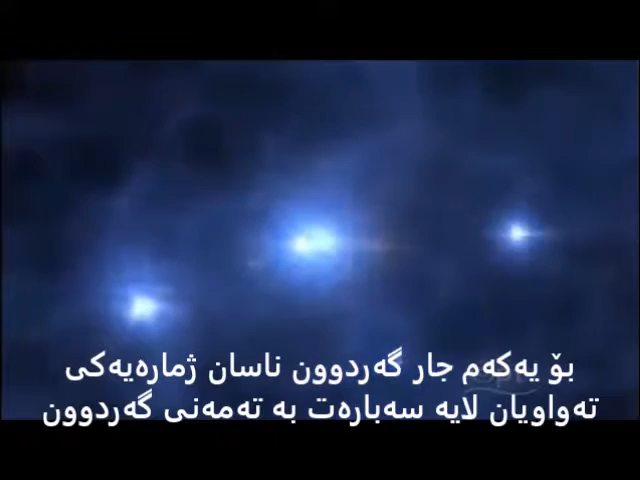 بۆ یەکەم جار گەردوون ناسان ژمارەیەکی
تەواویان لایە سەبارەت بە تەمەنی گەردوون